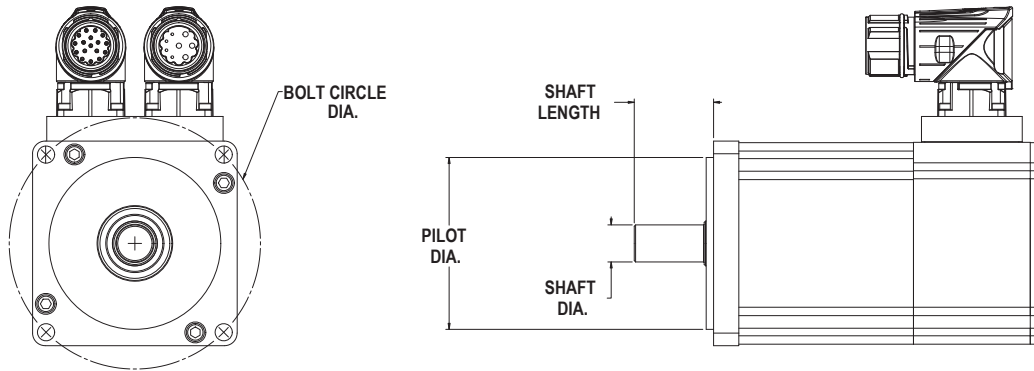 BOLT CIRCLE
DIA.
SHAFT
LENGTH
PILOT
DIA.
SHAFT
DIA.